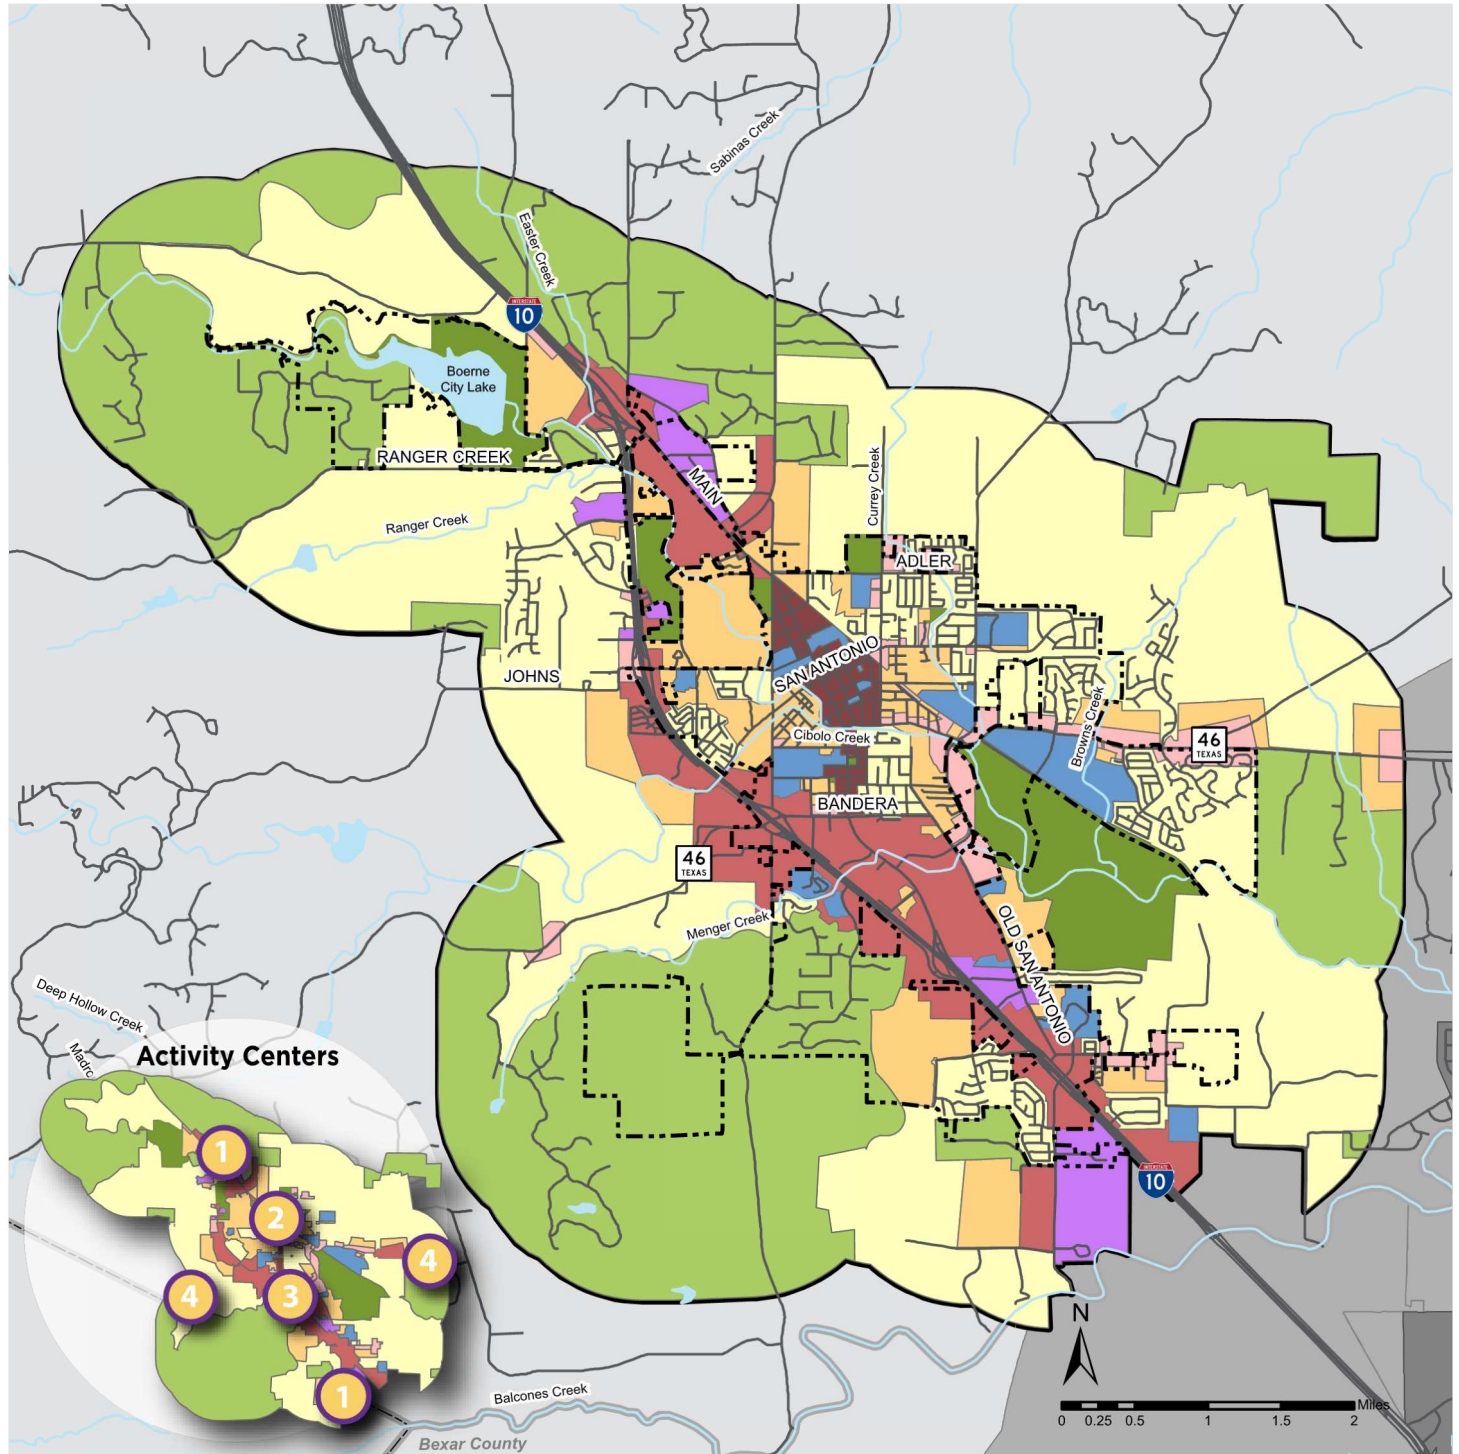 Sabinas Creek
Easter Creek
INTERSTATE
10
Boerne
City Lake
RANGER CREEK
MAIN
Currey Creek
Ranger Creek
ADLER
JOHNS
SAN ANTONIO
Browns Creek
Cibolo Creek
46
TEXAS
BANDERA
46
TEXAS
Menger Creek
OLD SAN ANTONIO
Deep Hollow Creek
Madro
Activity Centers
1
2
4
4
3
1
INTERSTATE
10
N
Miles
0 0.25 0.5 1 1.5 2
Balcones Creek
Bexar County